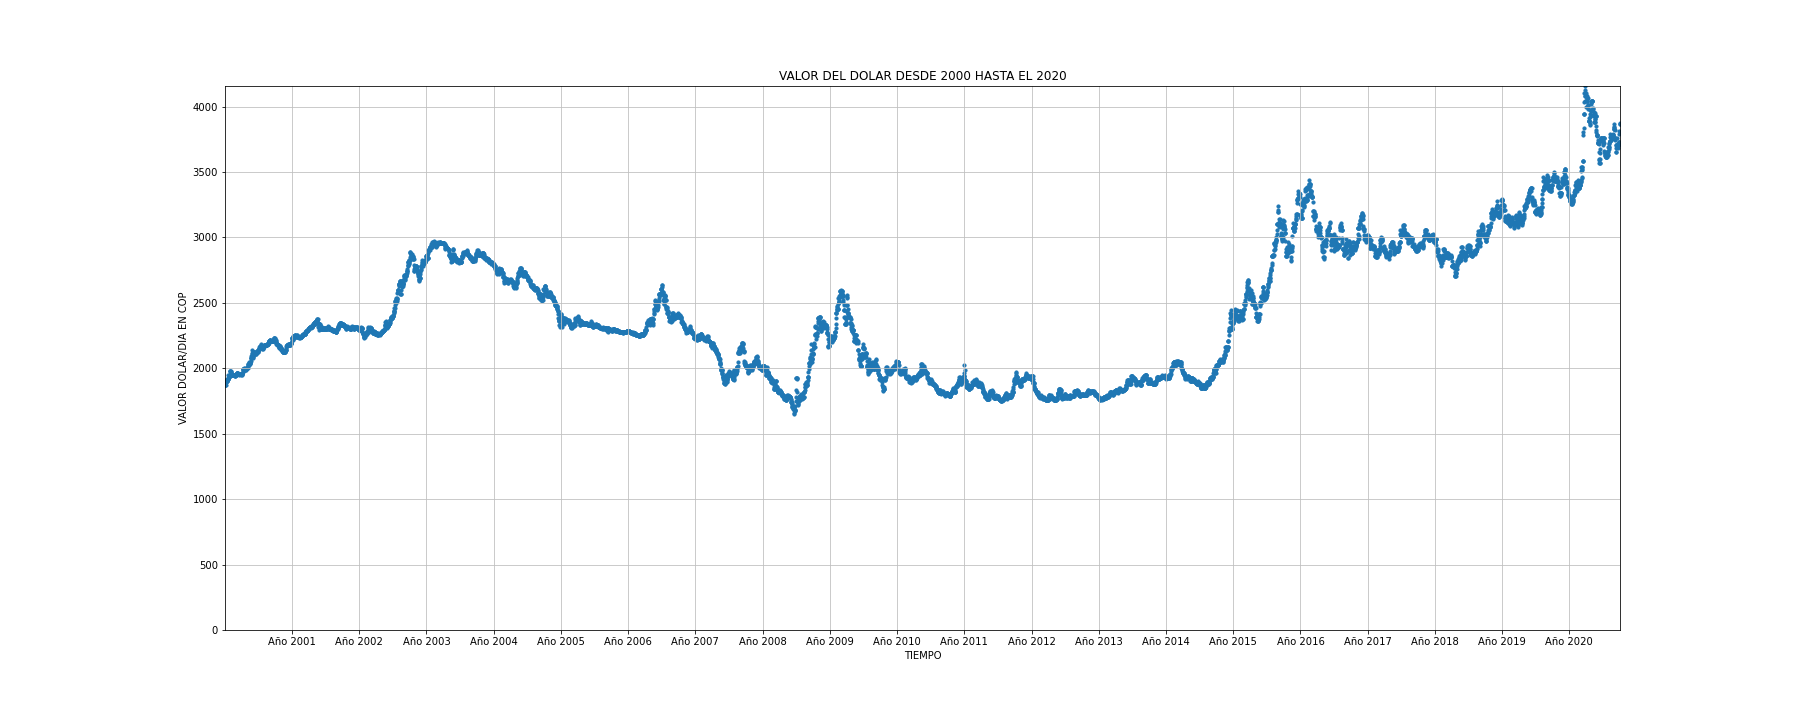 VALOR DEL DOLAR DESDE 2000 HASTA EL 2020
VALOR DOLAR/DIA EN COP
4000
3500
3000
2500
2000
1500
1000
500
0
Año 2001 Año 2002 Año 2003 Año 2004 Año 2005 Año 2006 Año 2007 Año 2008 Año 2009 Año 2010 Año 2011 Año 2012 Año 2013 Año 2014 Año 2015 Año 2016 Año 2017 Año 2018 Año 2019 Año 2020
TIEMPO